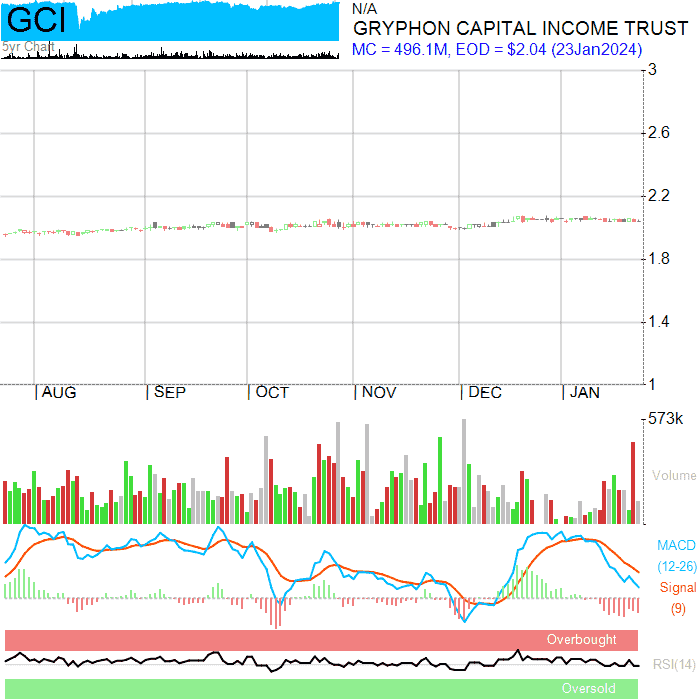 GCI
5yr Chart
N/A
GRYPHON CAPITAL INCOME TRUST
MC = 496.1M, EOD = $2.04 (23Jan2024)
3
2.6
2.2
1.8
1.4
1
| AUG | SEP | OCT | NOV | DEC | JAN
573k
Volume
MACD
(12-26)
Signal
(9)
Overbought
RSI(14)
Oversold